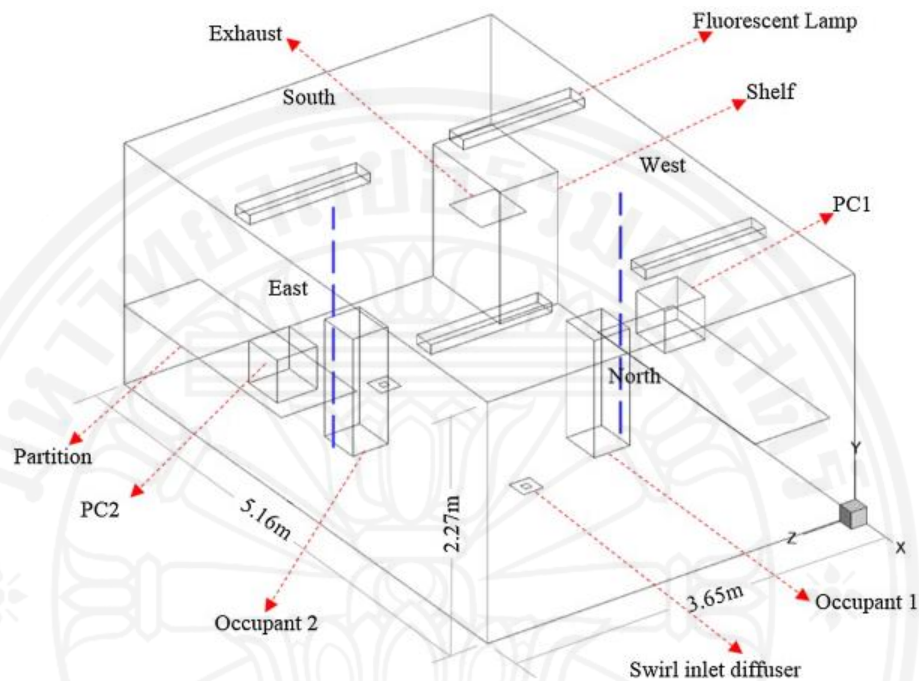 Fluorescent Lamp
Exhaust
South
Shelf
West
PC1
East
North
Partition
PC2
5.16m
2.27m
Y
Z
X
3.65m
Occupant 1
Occupant 2
Swirl inlet diffuser